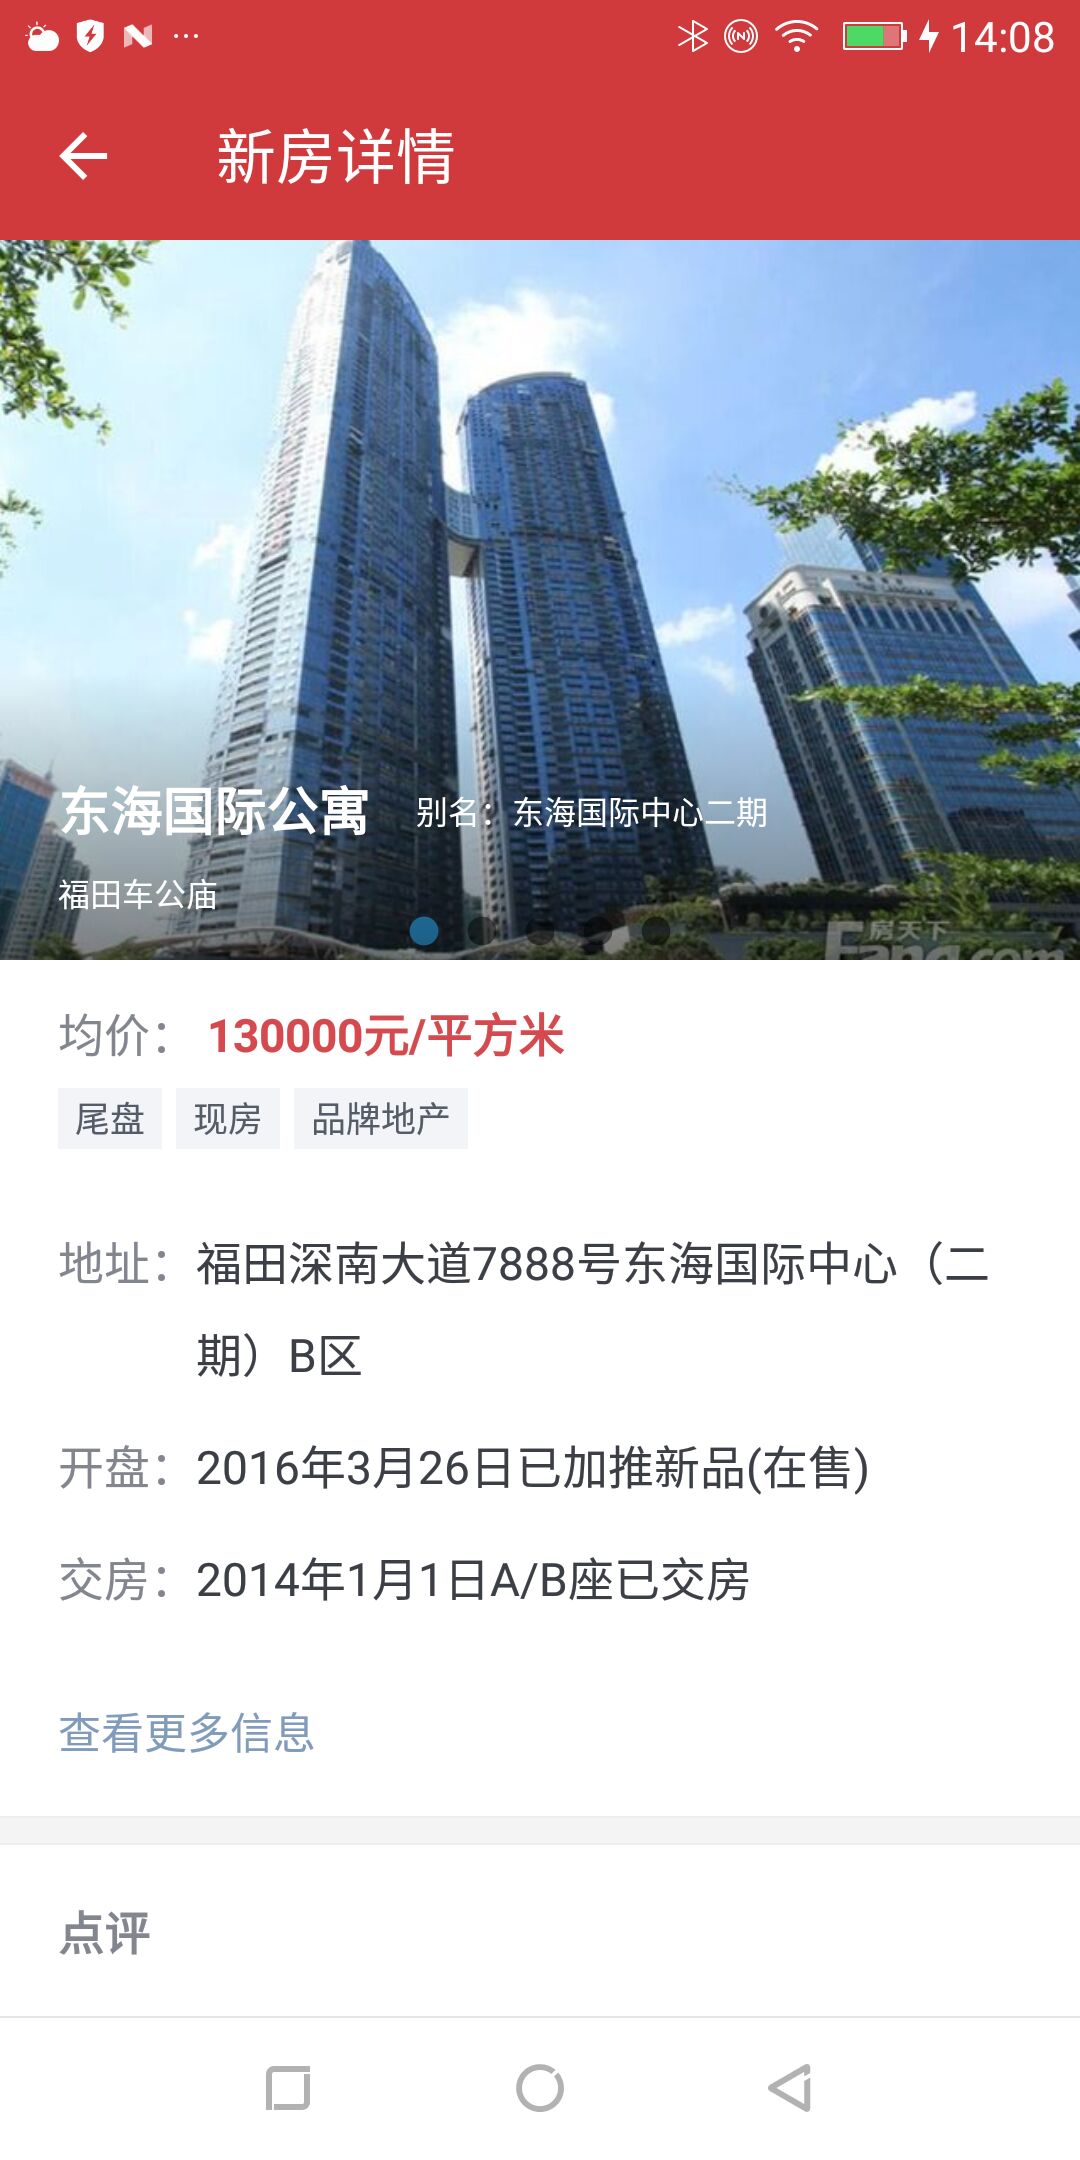 14:08
新房详情
东海国际公寓 别名：东海国际中心二期
福田车公庙
房天下
Fang.com
均价： 130000元/平方米
尾盘 现房 品牌地产
地址：福田深南大道7888号东海国际中心（二
期）B区
开盘：2016年3月26日已加推新品(在售)
交房：2014年1月1日A/B座已交房
查看更多信息
点评